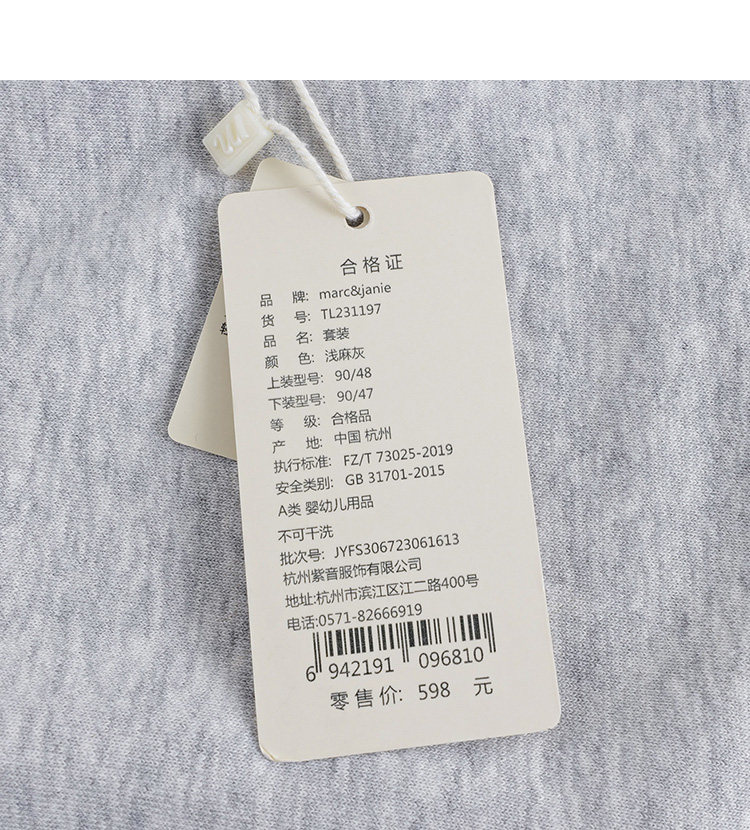 合格证
品 牌: marc&janie
货 号: TL231197
品 名: 套装
颜 色: 浅麻灰
上装型号: 90/48
下装型号: 90/47
等 级: 合格品
产 地: 中国 杭州
执行标准: FZ/T 73025-2019
安全类别: GB 31701-2015
A类 婴幼儿用品
不可干洗
批次号: JYFS306723061613
杭州紫音服饰有限公司
地址:杭州市滨江区江二路400号
电话:0571-82666919
6 942191 096810
零售价: 598 元